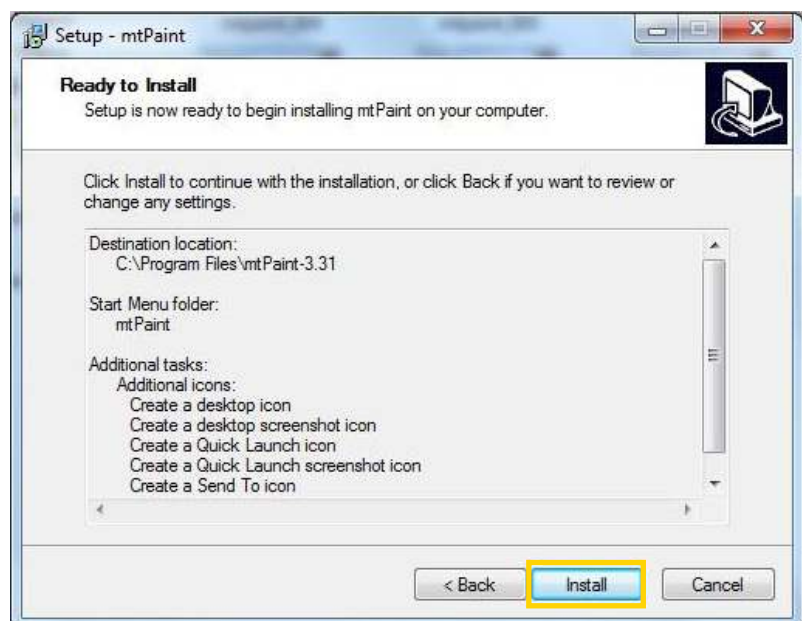 Setup - mtPaint
Ready to Install
Setup is now ready to begin installing mtPaint on your computer.
Click Install to continue with the installation, or click Back if you want to review or
change any settings.
Destination location:
C:\Program Files\mtPaint-3.31
Start Menu folder:
mtPaint
Additional tasks:
Additional icons:
Create a desktop icon
Create a desktop screenshot icon
Create a Quick Launch icon
Create a Quick Launch screenshot icon
Create a Send To icon
< Back Install Cancel